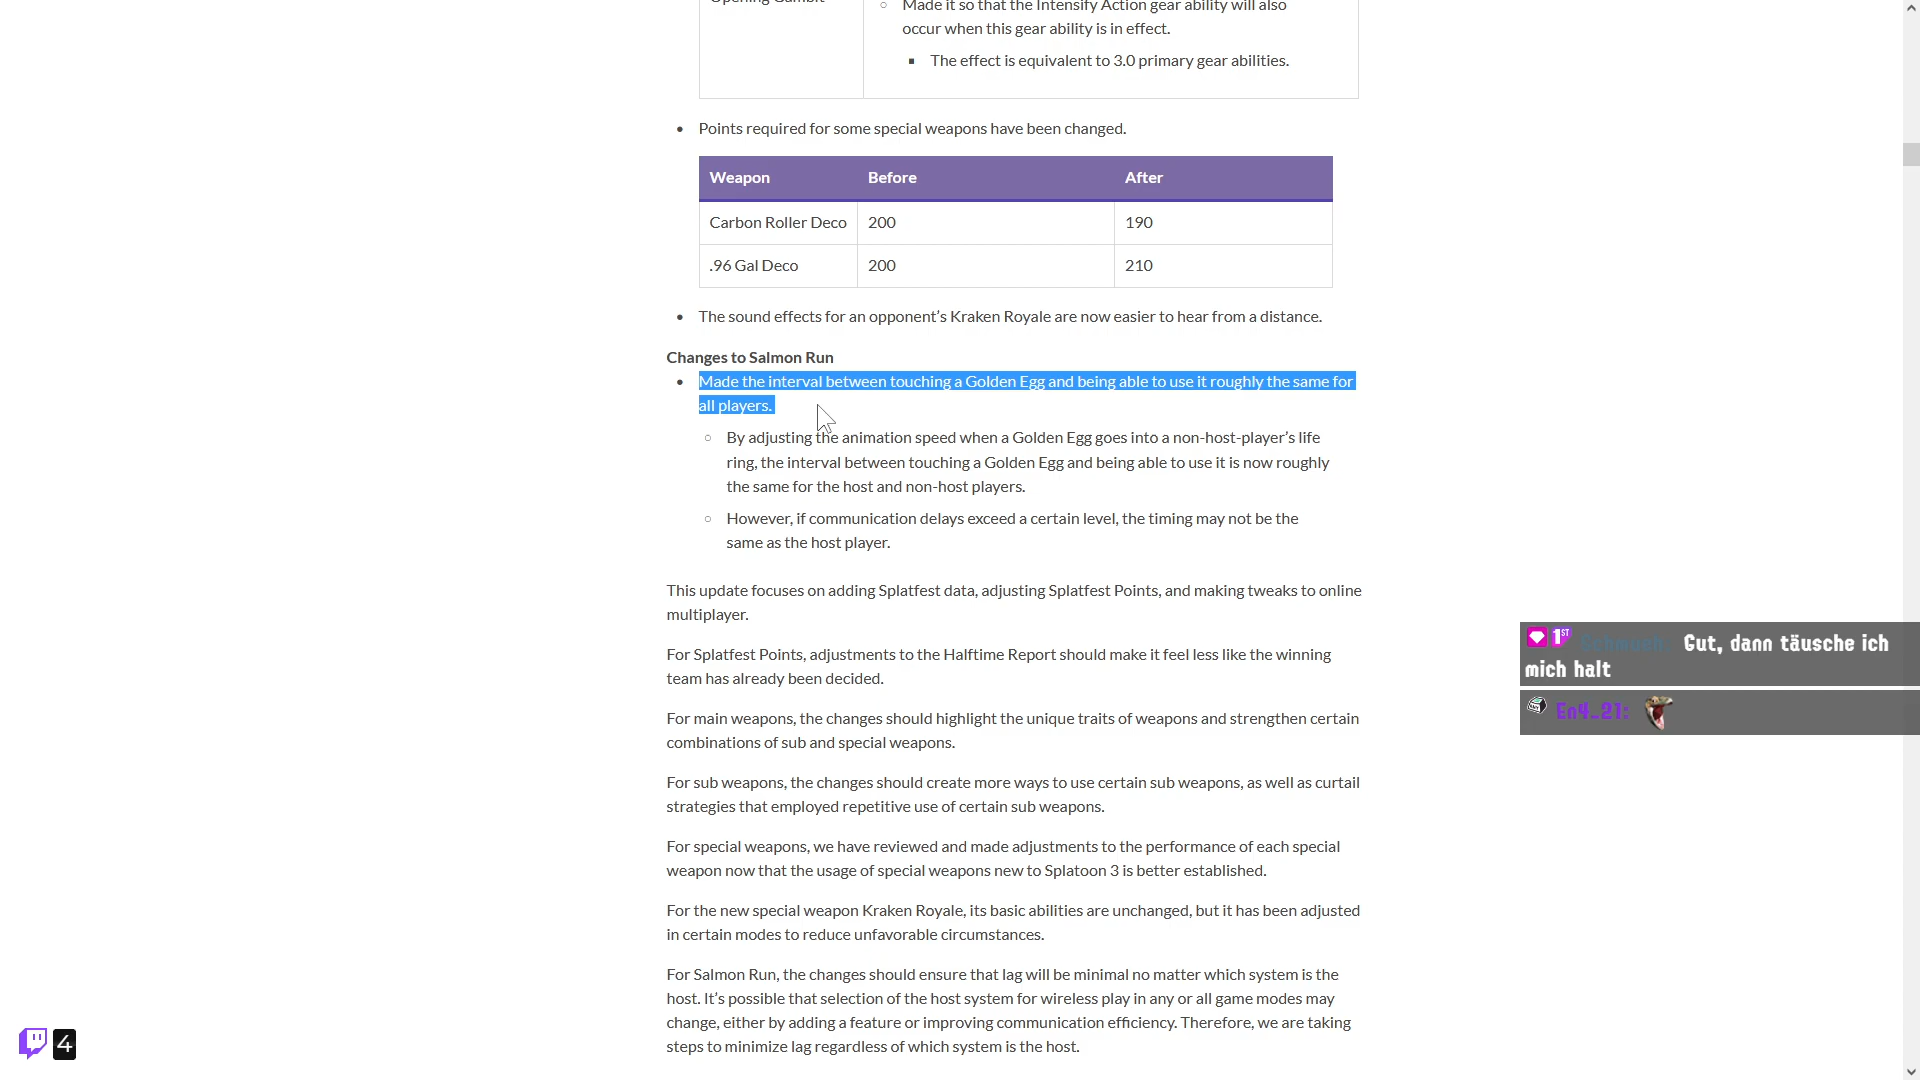 Made it so that the Intensify Action gear ability will also
occur when this gear ability is in effect.
The effect is equivalent to 3.0 primary gear abilities.
Points required for some special weapons have been changed.
Weapon Before After
Carbon Roller Deco 200 190
.96 Gal Deco 200 210
The sound effects for an opponent’s Kraken Royale are now easier to hear from a distance.
Changes to Salmon Run
Made the interval between touching a Golden Egg and being able to use it roughly the same for
all players.
By adjusting the animation speed when a Golden Egg goes into a non-host-player’s life
ring, the interval between touching a Golden Egg and being able to use it is now roughly
the same for the host and non-host players.
However, if communication delays exceed a certain level, the timing may not be the
same as the host player.
This update focuses on adding Splatfest data, adjusting Splatfest Points, and making tweaks to online
multiplayer.
For Splatfest Points, adjustments to the Halftime Report should make it feel less like the winning
team has already been decided.
For main weapons, the changes should highlight the unique traits of weapons and strengthen certain
combinations of sub and special weapons.
For sub weapons, the changes should create more ways to use certain sub weapons, as well as curtail
strategies that employed repetitive use of certain sub weapons.
For special weapons, we have reviewed and made adjustments to the performance of each special
weapon now that the usage of special weapons new to Splatoon 3 is better established.
For the new special weapon Kraken Royale, its basic abilities are unchanged, but it has been adjusted
in certain modes to reduce unfavorable circumstances.
For Salmon Run, the changes should ensure that lag will be minimal no matter which system is the
host. It’s possible that selection of the host system for wireless play in any or all game modes may
change, either by adding a feature or improving communication efficiency. Therefore, we are taking
steps to minimize lag regardless of which system is the host.
1ST Gut, dann täusche ich
mich halt
En4_21:
4